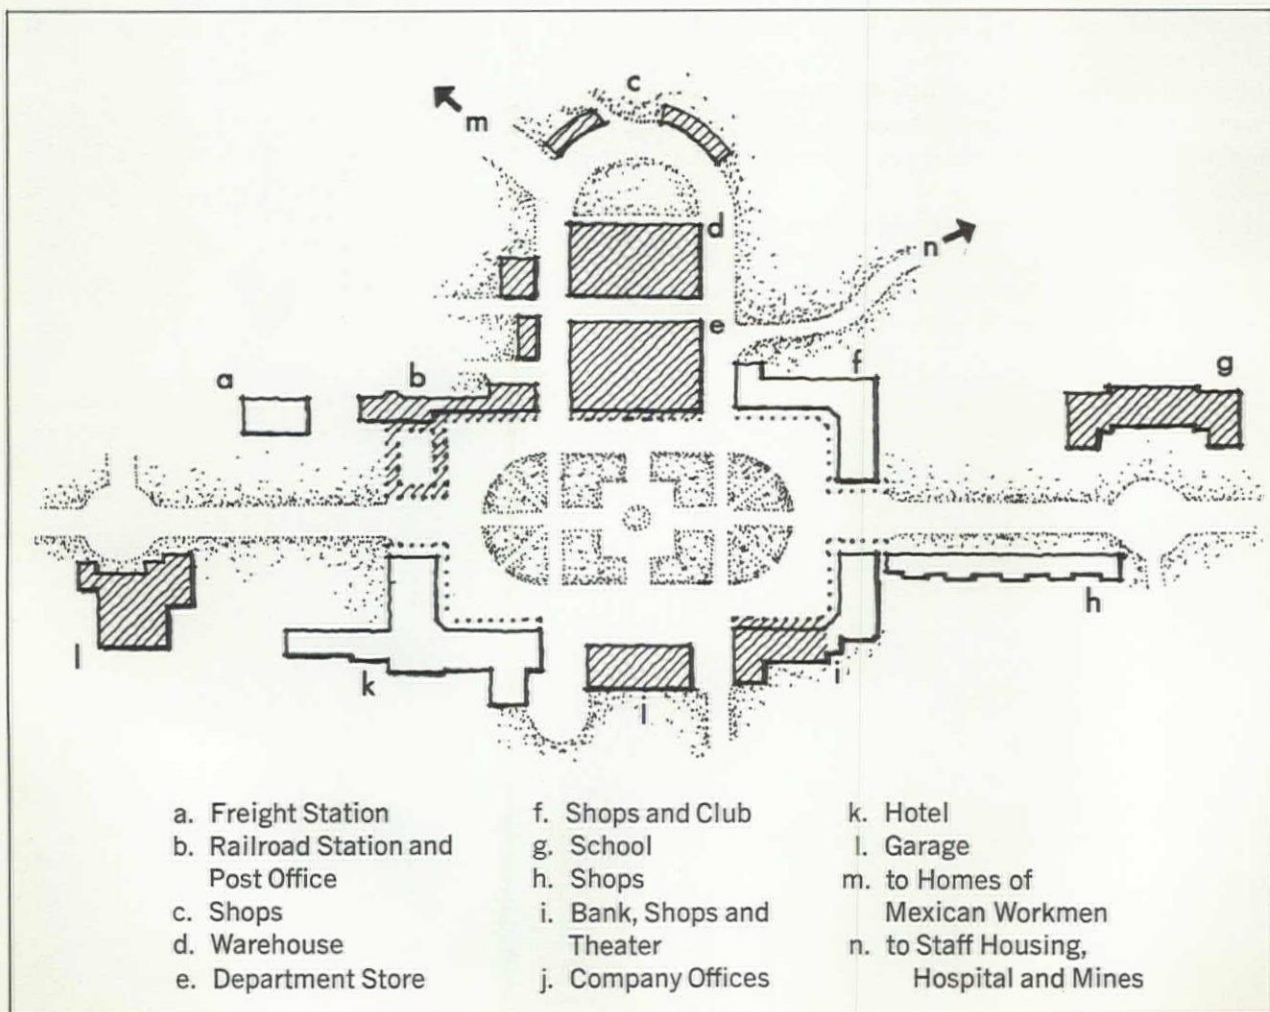 c
m
d
n
e
f
a
b
g
h
l
k
j
i
a. Freight Station
b. Railroad Station and
Post Office
c. Shops
d. Warehouse
e. Department Store
f. Shops and Club
g. School
h. Shops
i. Bank, Shops and
Theater
j. Company Offices
k. Hotel
l. Garage
m. to Homes of
Mexican Workmen
n. to Staff Housing,
Hospital and Mines